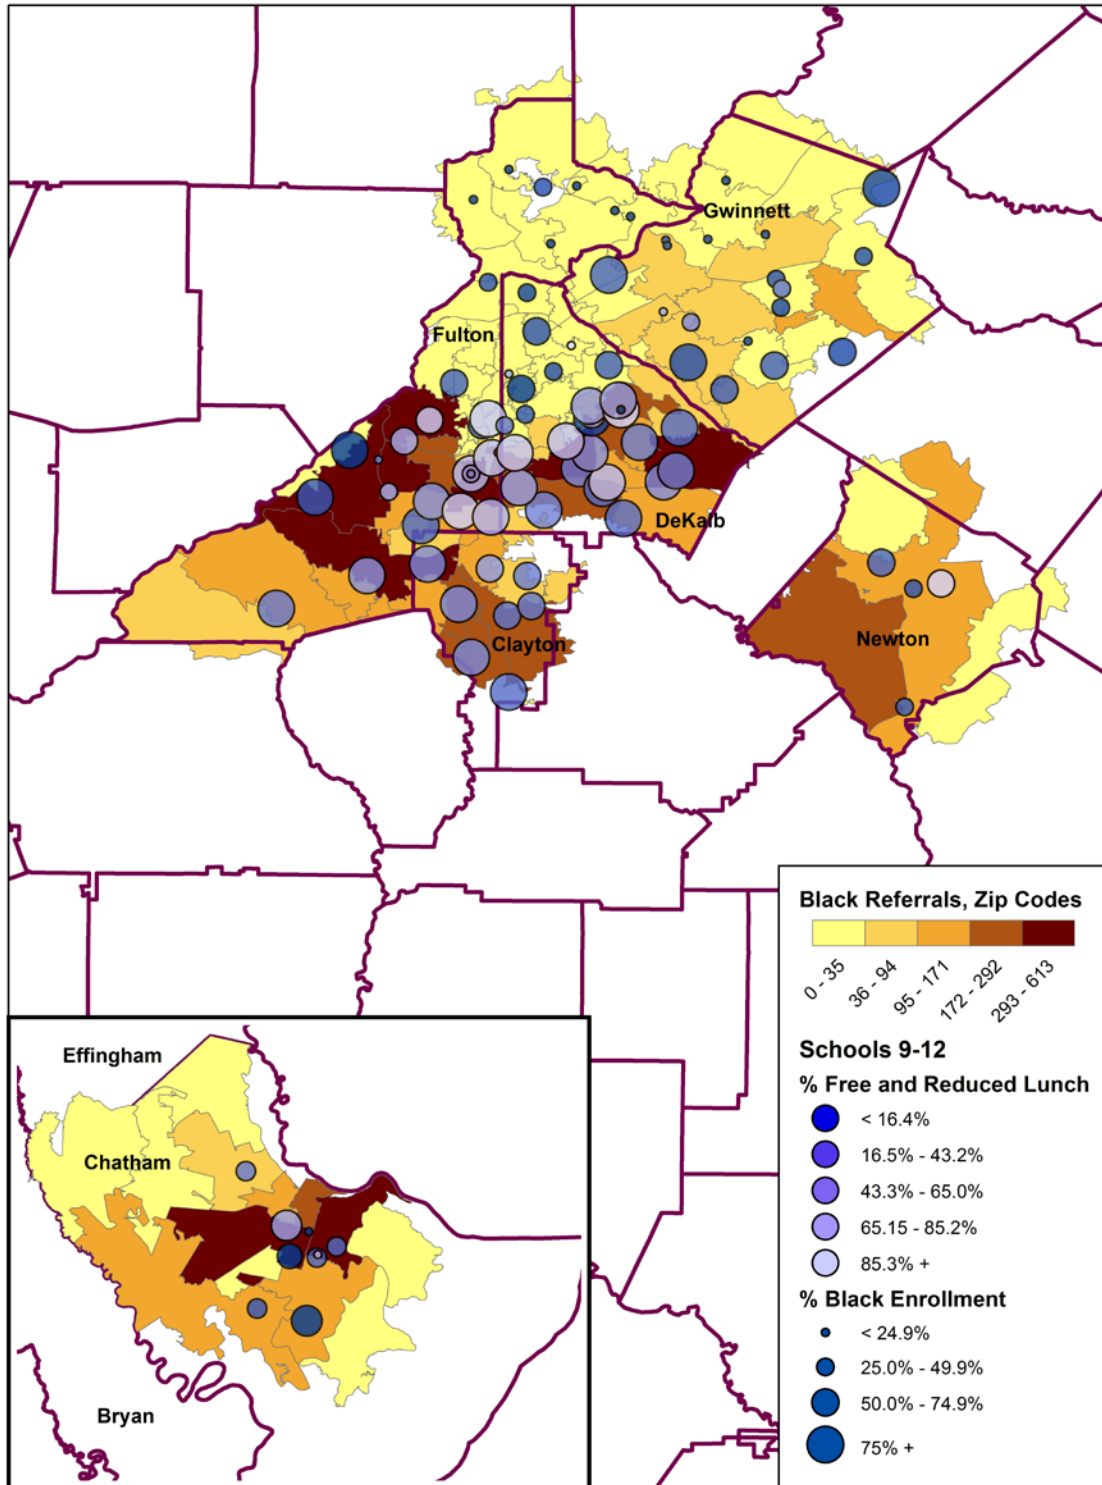 Gwinnett
Fulton
DeKalb
Clayton
Newton
Black Referrals, Zip Codes
0 - 35
36 - 94
95 - 171
172 - 292
293 - 613
Schools 9-12
% Free and Reduced Lunch
< 16.4%
16.5% - 43.2%
43.3% - 65.0%
65.15 - 85.2%
85.3% +
% Black Enrollment
< 24.9%
25.0% - 49.9%
50.0% - 74.9%
75% +
Effingham
Chatham
Bryan